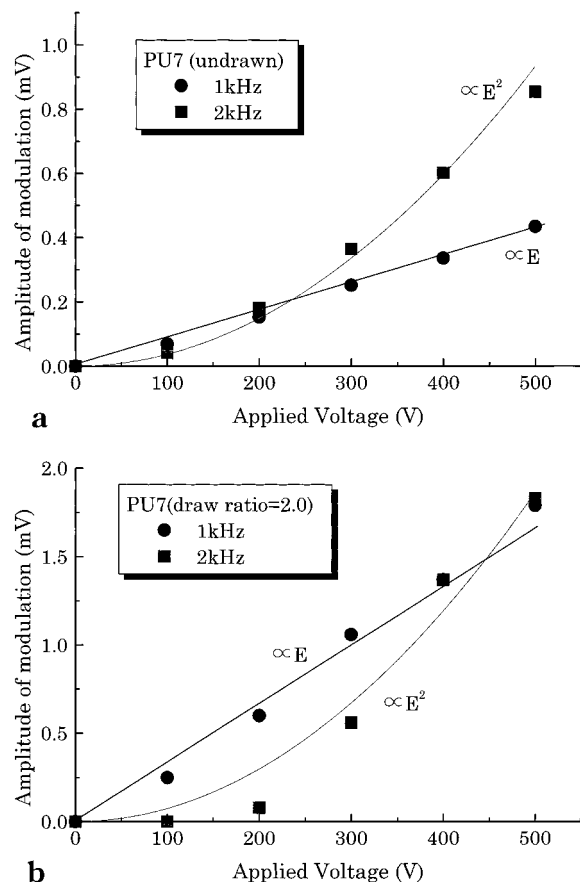 1.0
0.8
0.6
0.4
0.2
0.0
Amplitude of modulation (mV)
PU7 (undrawn)
1kHz
2kHz
∝E²
∝E
0 100 200 300 400 500
Applied Voltage (V)
a
2.0
1.5
1.0
0.5
0.0
Amplitude of modulation (mV)
PU7(draw ratio=2.0)
1kHz
2kHz
∝E
∝E²
0 100 200 300 400 500
Applied Voltage (V)
b